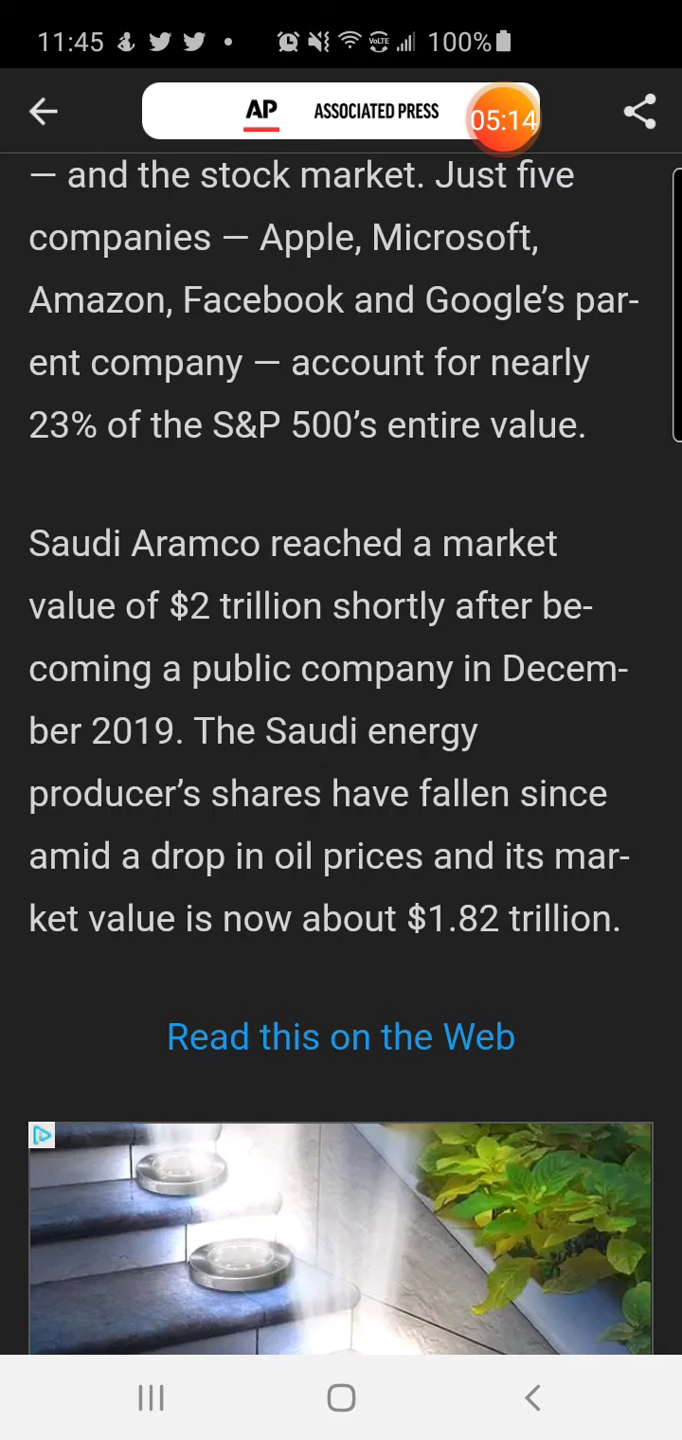 11:45 VoLTE 100%
AP ASSOCIATED PRESS 05:14
— and the stock market. Just five
companies — Apple, Microsoft,
Amazon, Facebook and Google’s par-
ent company — account for nearly
23% of the S&P 500’s entire value.
Saudi Aramco reached a market
value of $2 trillion shortly after be-
coming a public company in Decem-
ber 2019. The Saudi energy
producer’s shares have fallen since
amid a drop in oil prices and its mar-
ket value is now about $1.82 trillion.
Read this on the Web